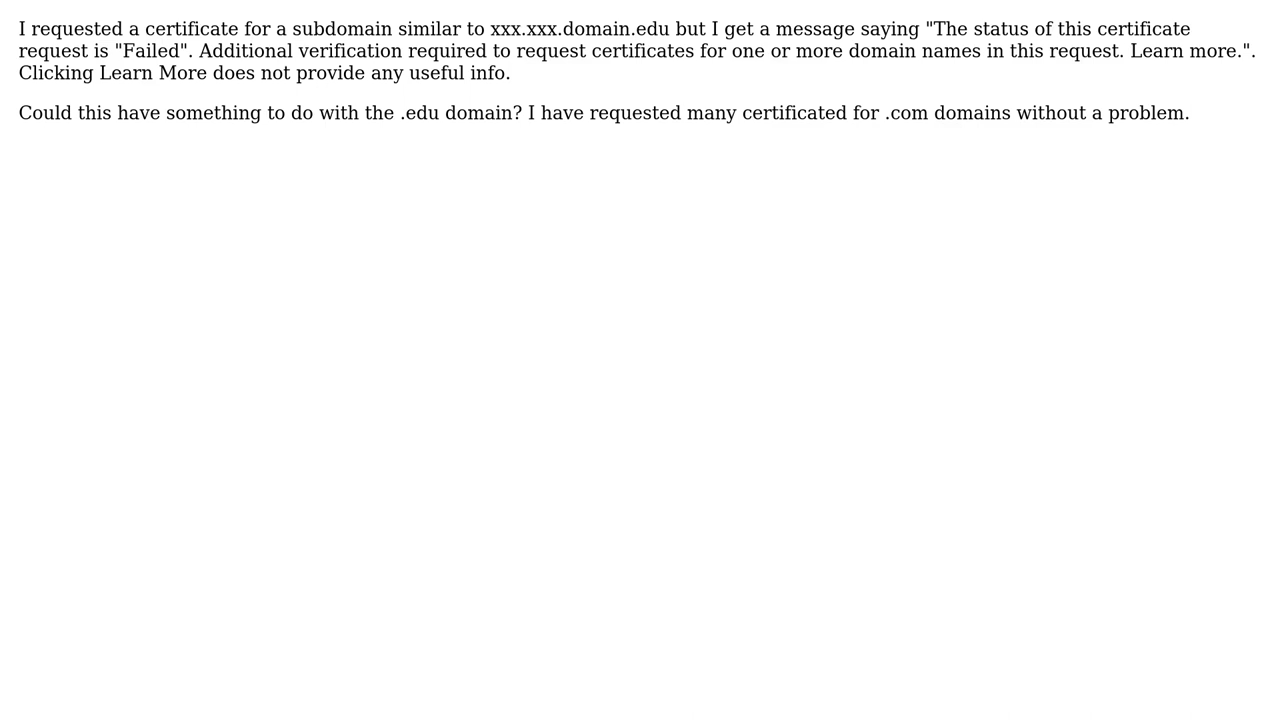 I requested a certificate for a subdomain similar to xxx.xxx.domain.edu but I get a message saying "The status of this certificate
request is "Failed". Additional verification required to request certificates for one or more domain names in this request. Learn more.".
Clicking Learn More does not provide any useful info.
Could this have something to do with the .edu domain? I have requested many certificated for .com domains without a problem.